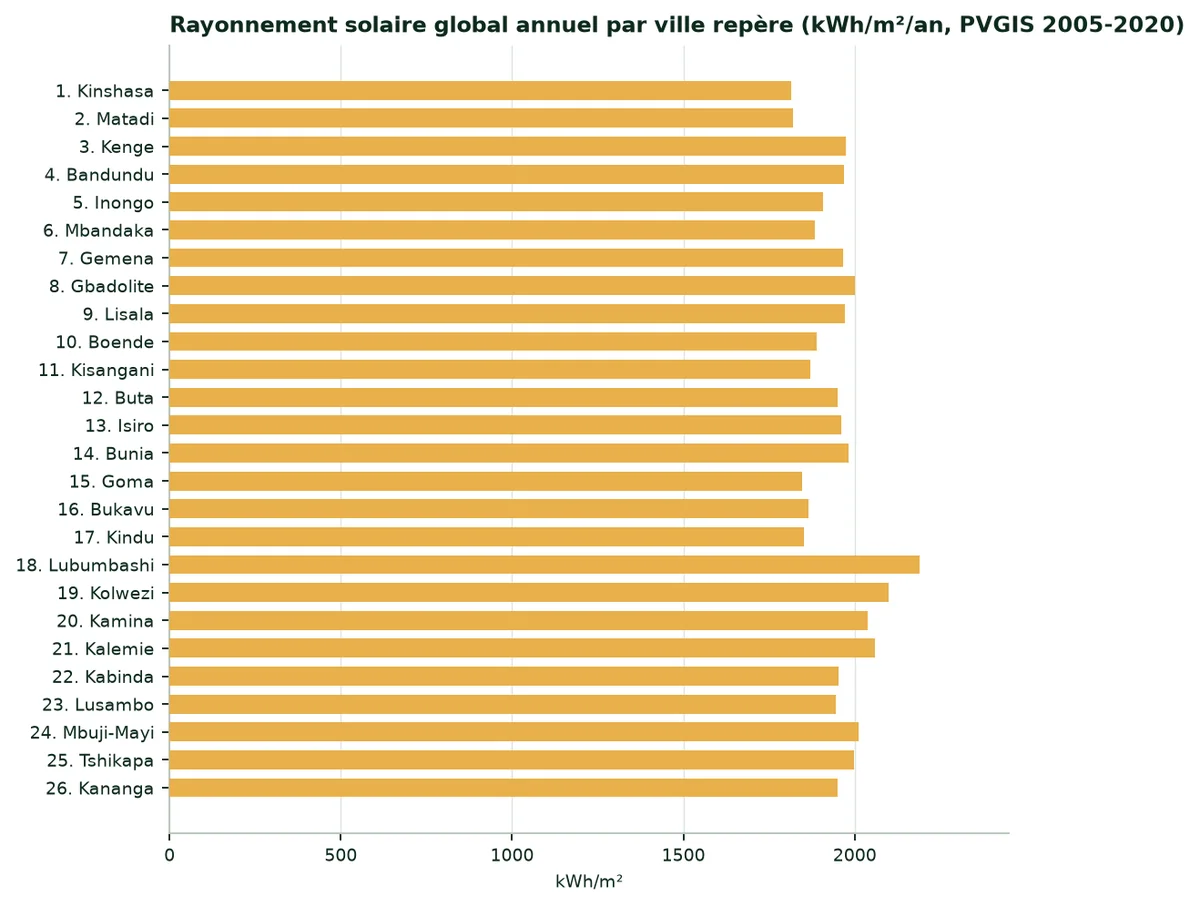 Rayonnement solaire global annuel par ville repère (kWh/m²/an, PVGIS 2005-2020)
1. Kinshasa
2. Matadi
3. Kenge
4. Bandundu
5. Inongo
6. Mbandaka
7. Gemena
8. Gbadolite
9. Lisala
10. Boende
11. Kisangani
12. Buta
13. Isiro
14. Bunia
15. Goma
16. Bukavu
17. Kindu
18. Lubumbashi
19. Kolwezi
20. Kamina
21. Kalemie
22. Kabinda
23. Lusambo
24. Mbuji-Mayi
25. Tshikapa
26. Kananga
0 500 1000 1500 2000
kWh/m²